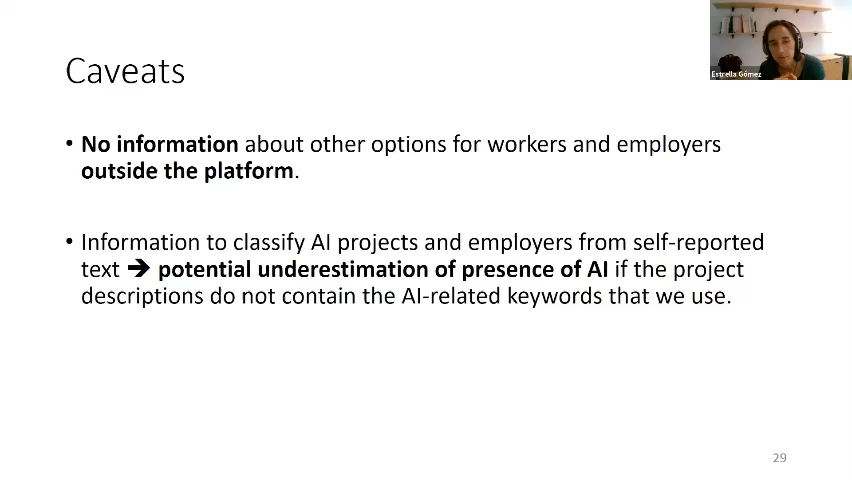 Estrella Gómez
Caveats
• No information about other options for workers and employers
outside the platform.
• Information to classify AI projects and employers from self-reported
text ➔ potential underestimation of presence of AI if the project
descriptions do not contain the AI-related keywords that we use.
29